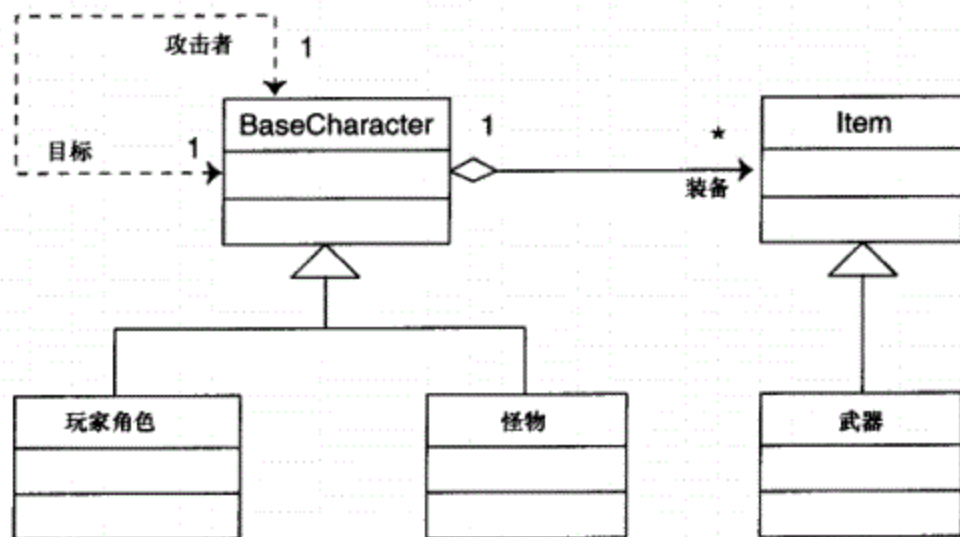 攻击者 1
BaseCharacter
目标 1
1 *
装备
Item
玩家角色
怪物
武器